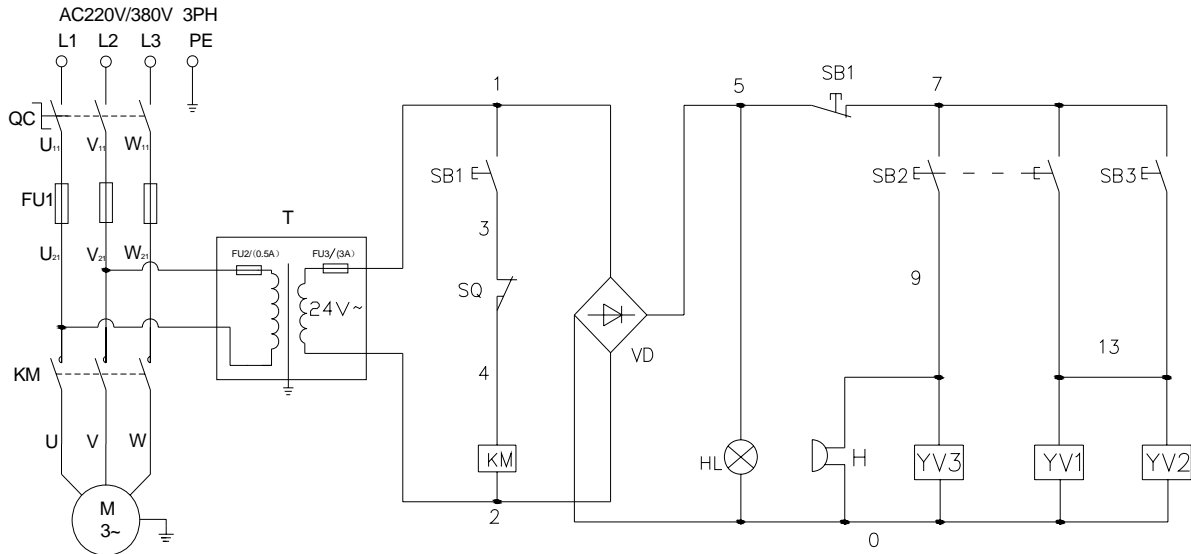 AC220V/380V 3PH
L1 L2 L3 PE
QC
U11 V11 W11
FU1
U21 V21 W21
T
FU2/(0.5A) FU3/(3A)
24V~
KM
U V W
M
3~
1
SB1
3
SQ
4
KM
2
VD
5
SB1
7
SB2
SB3
9
13
HL
H
YV3
YV1
YV2
0